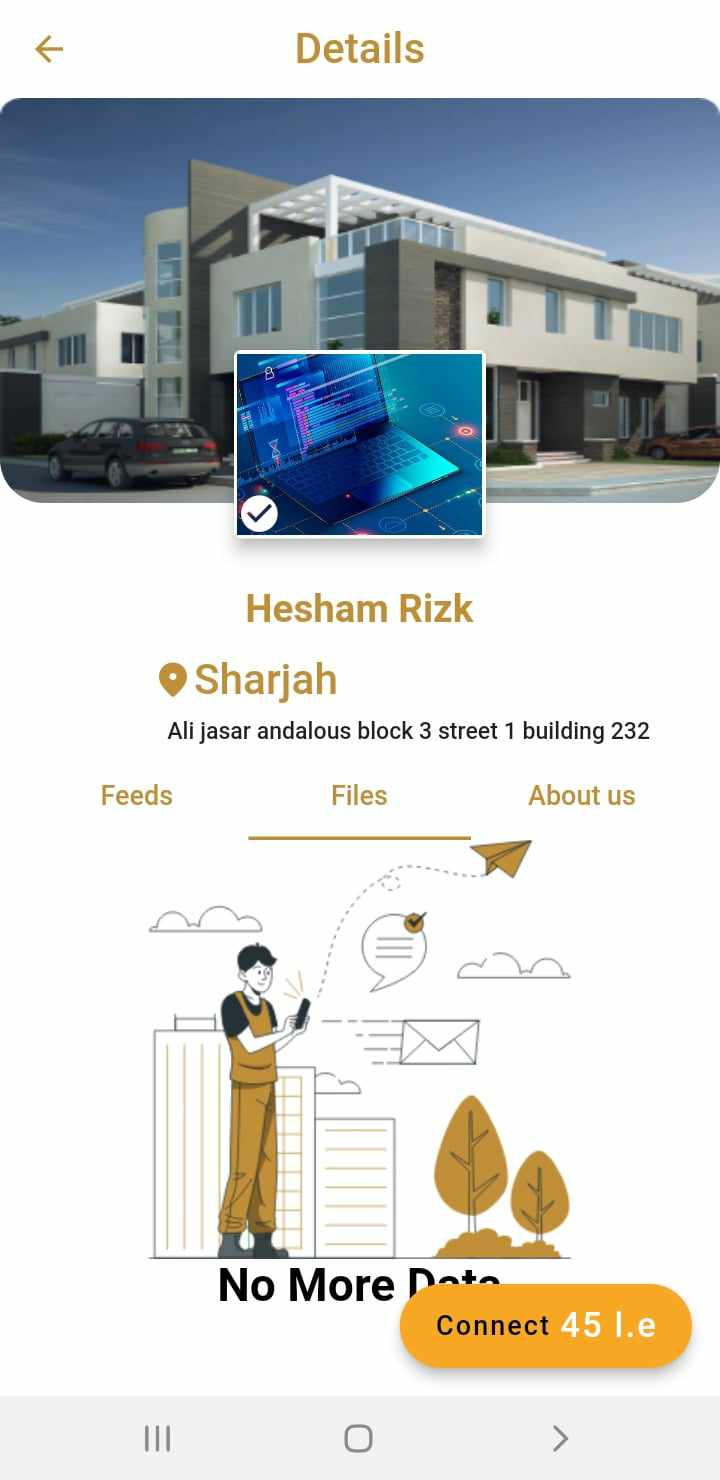 Details
Hesham Rizk
Sharjah
Ali jasar andalous block 3 street 1 building 232
Feeds
Files
About us
No More Data
Connect 45 l.e